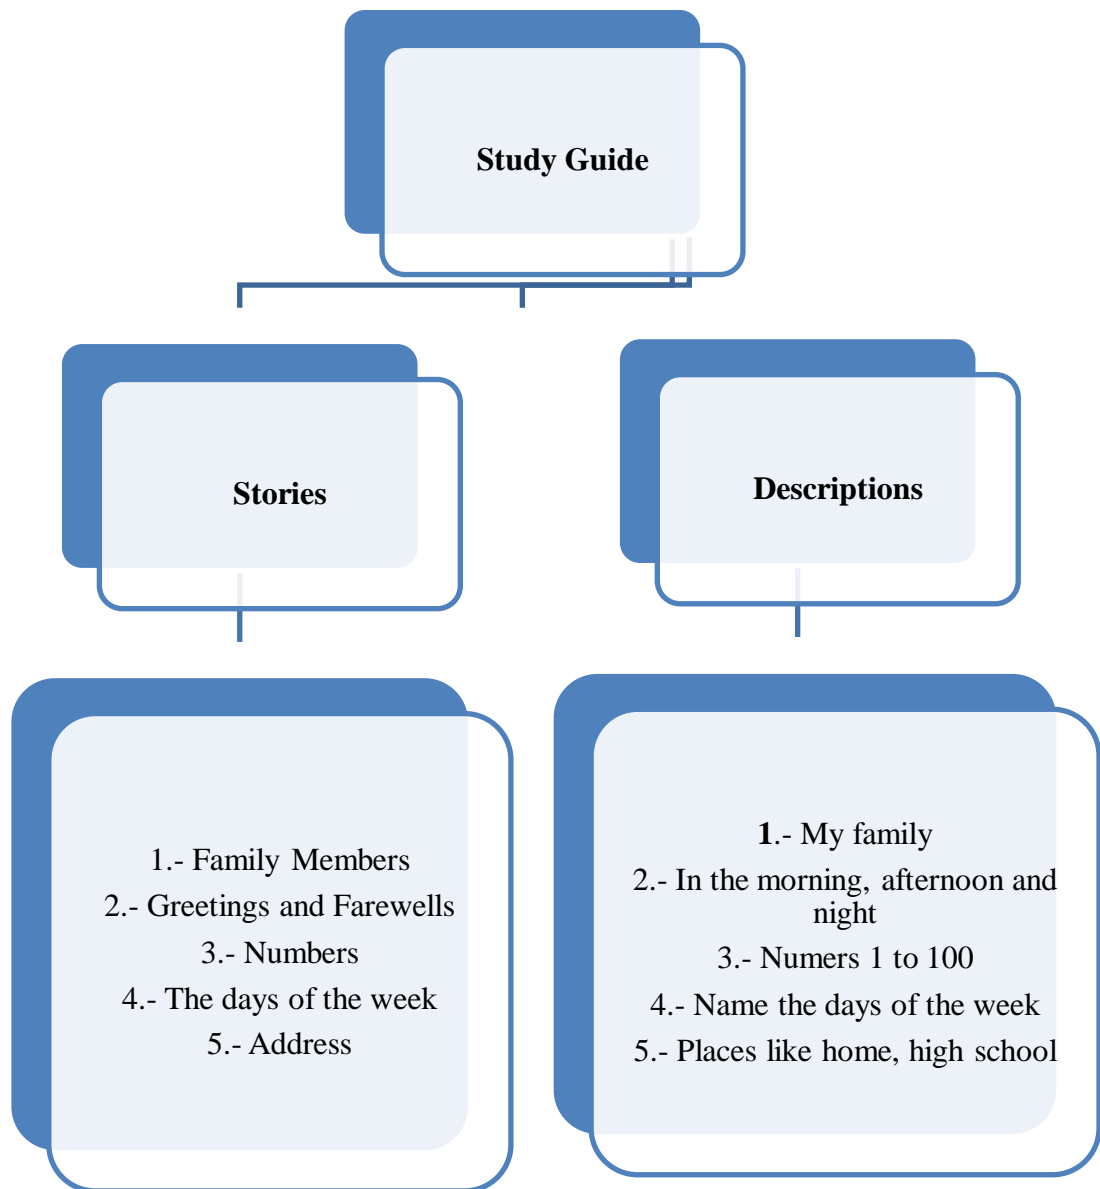 Study Guide
Stories
Descriptions
1.- Family Members
2.- Greetings and Farewells
3.- Numbers
4.- The days of the week
5.- Address
1.- My family
2.- In the morning, afternoon and
night
3.- Numers 1 to 100
4.- Name the days of the week
5.- Places like home, high school